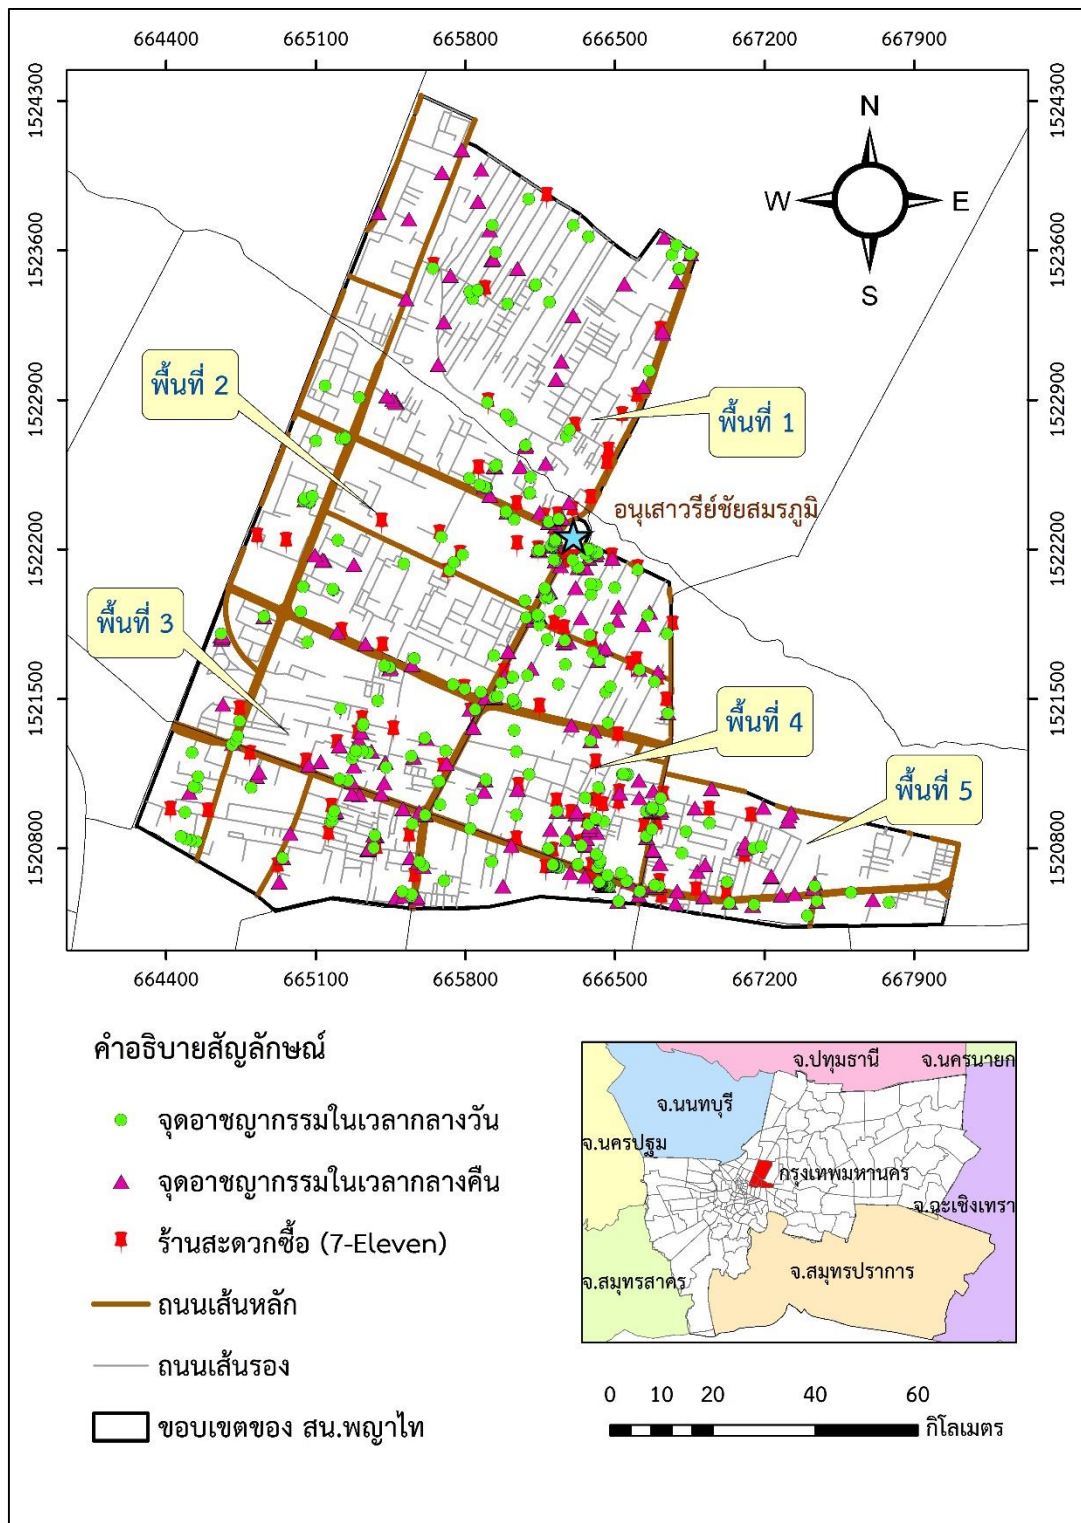 664400 665100 665800 666500 667200 667900
1524300 1524300
N
W E
S
1523600 1523600
พื้นที่ 2
1522900 1522900
พื้นที่ 1
อนุเสาวรีย์ชัยสมรภูมิ
1522200 1522200
พื้นที่ 3
1521500 1521500
พื้นที่ 4
พื้นที่ 5
1520800 1520800
664400 665100 665800 666500 667200 667900
คำอธิบายสัญลักษณ์
จุดอาชญากรรมในเวลากลางวัน
จุดอาชญากรรมในเวลากลางคืน
ร้านสะดวกซื้อ (7-Eleven)
ถนนเส้นหลัก
ถนนเส้นรอง
ขอบเขตของ สน.พญาไท
จ.ปทุมธานี จ.นครนายก
จ.นนทบุรี
จ.นครปฐม
กรุงเทพมหานคร
จ.ฉะเชิงเทรา
จ.สมุทรสาคร
จ.สมุทรปราการ
0 10 20 40 60
กิโลเมตร